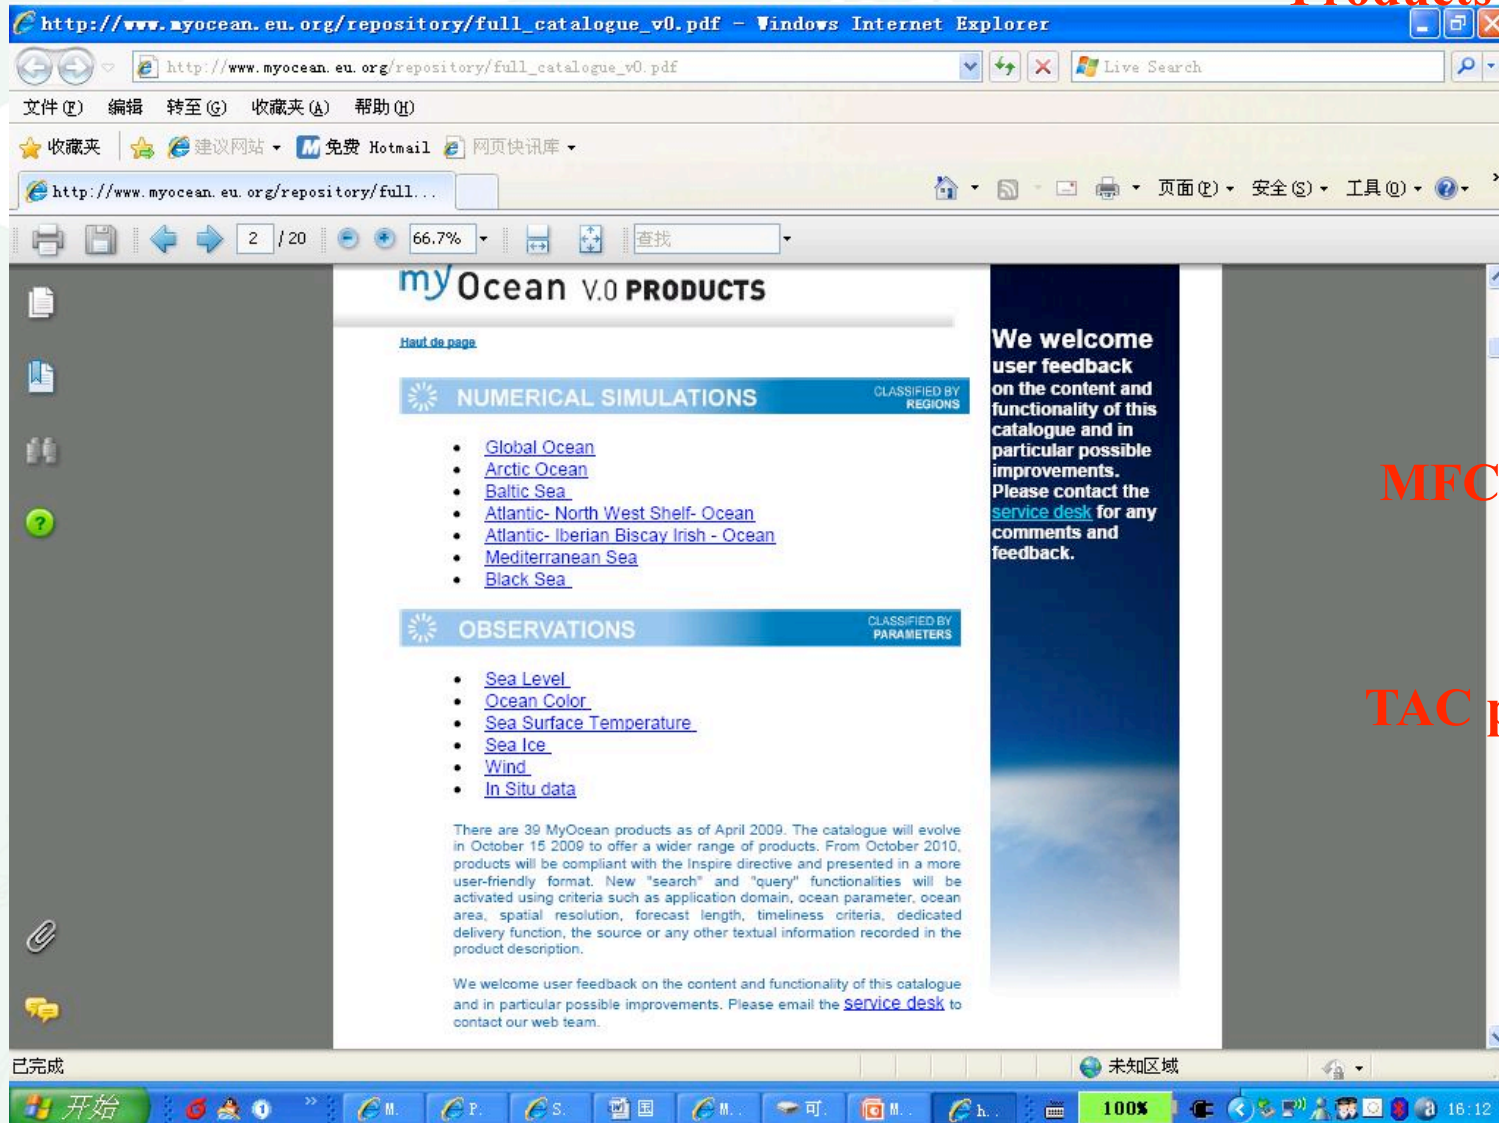 Products
http://www.myocean.eu.org/repository/full_catalogue_v0.pdf - Windows Internet Explorer
http://www.myocean.eu.org/repository/full_catalogue_v0.pdf
Live Search
文件(F) 编辑 转至(G) 收藏夹(A) 帮助(H)
收藏夹 建议网站 免费 Hotmail 网页快讯库
http://www.myocean.eu.org/repository/full...
页面(P) 安全(S) 工具(O)
2 / 20 66.7% 查找
myOcean V.0 PRODUCTS
Haut de page
NUMERICAL SIMULATIONS CLASSIFIED BY REGIONS
• Global Ocean
• Arctic Ocean
• Baltic Sea
• Atlantic- North West Shelf- Ocean
• Atlantic- Iberian Biscay Irish - Ocean
• Mediterranean Sea
• Black Sea
OBSERVATIONS CLASSIFIED BY PARAMETERS
• Sea Level
• Ocean Color
• Sea Surface Temperature
• Sea Ice
• Wind
• In Situ data
There are 39 MyOcean products as of April 2009. The catalogue will evolve
in October 15 2009 to offer a wider range of products. From October 2010,
products will be compliant with the Inspire directive and presented in a more
user-friendly format. New "search" and "query" functionalities will be
activated using criteria such as application domain, ocean parameter, ocean
area, spatial resolution, forecast length, timeliness criteria, dedicated
delivery function, the source or any other textual information recorded in the
product description.
We welcome user feedback on the content and functionality of this catalogue
and in particular possible improvements. Please email the service desk to
contact our web team.
We welcome
user feedback
on the content and
functionality of this
catalogue and in
particular possible
improvements.
Please contact the
service desk for any
comments and
feedback.
MFC
TAC p
已完成
未知区域
开始 M. P. S. 国 M.. 可. M.. h.. 100% 16:12